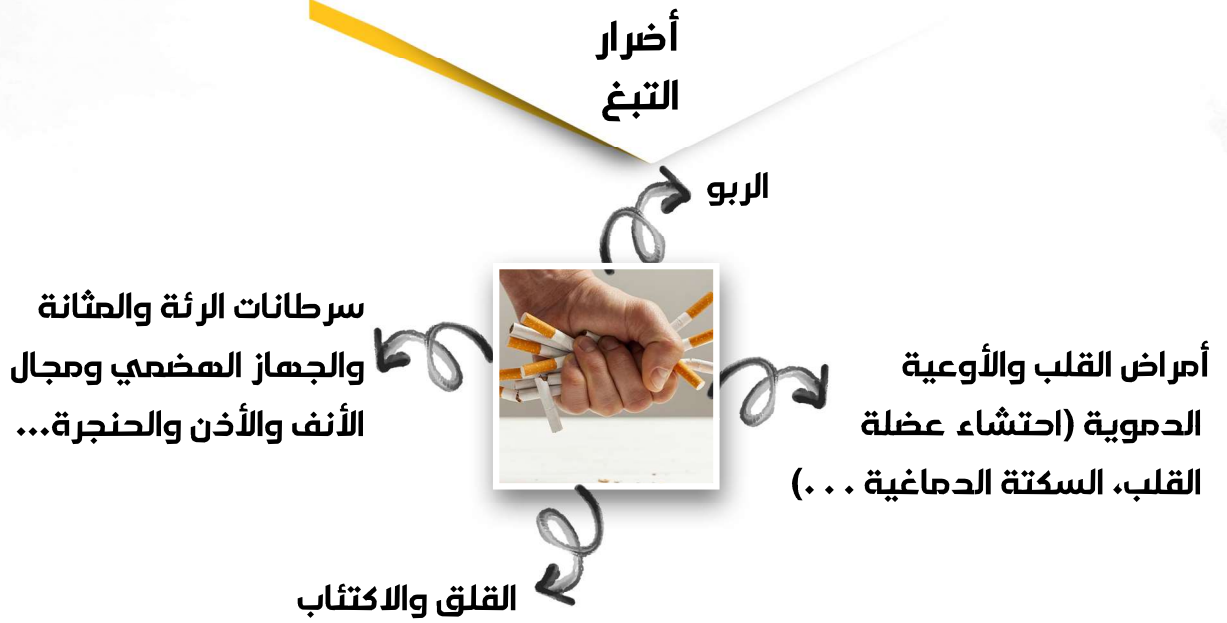 أضرار
التبغ
الربو
أمراض القلب والأوعية
الدموية (احتشاء عضلة
القلب، السكتة الدماغية . . .)
سرطانات الرئة والمثانة
والجهاز الهضمي ومجال
الأنف والأذن والحنجرة...
القلق والاكتئاب